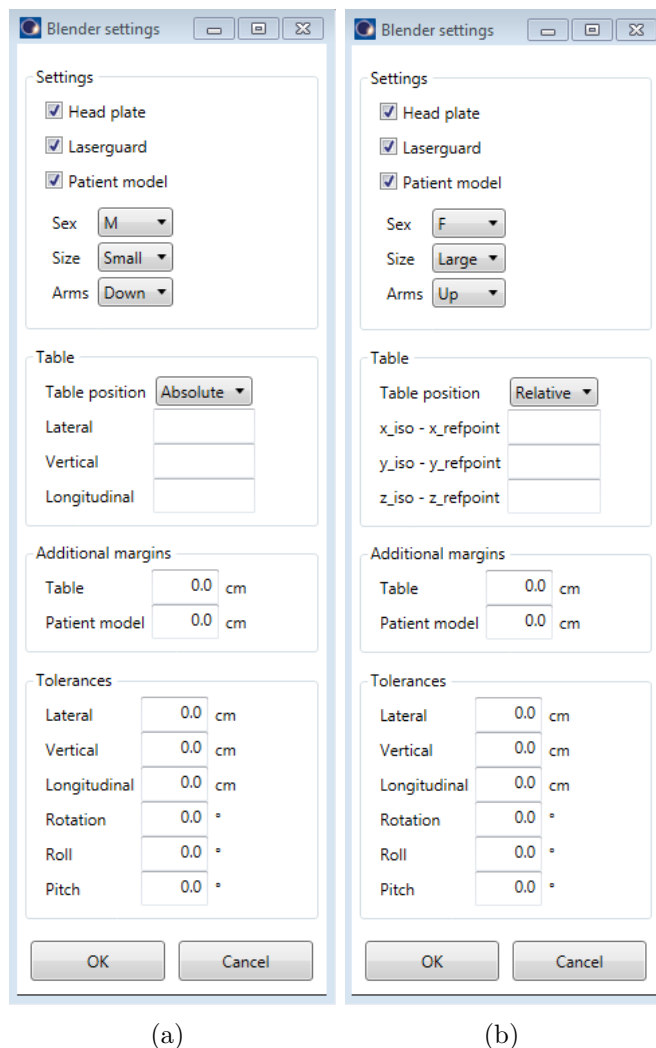 Blender settings
Settings
Head plate
Laserguard
Patient model
Sex M
Size Small
Arms Down
Table
Table position Absolute
Lateral
Vertical
Longitudinal
Additional margins
Table 0.0 cm
Patient model 0.0 cm
Tolerances
Lateral 0.0 cm
Vertical 0.0 cm
Longitudinal 0.0 cm
Rotation 0.0 °
Roll 0.0 °
Pitch 0.0 °
OK Cancel
(a)
Blender settings
Settings
Head plate
Laserguard
Patient model
Sex F
Size Large
Arms Up
Table
Table position Relative
x_iso - x_refpoint
y_iso - y_refpoint
z_iso - z_refpoint
Additional margins
Table 0.0 cm
Patient model 0.0 cm
Tolerances
Lateral 0.0 cm
Vertical 0.0 cm
Longitudinal 0.0 cm
Rotation 0.0 °
Roll 0.0 °
Pitch 0.0 °
OK Cancel
(b)